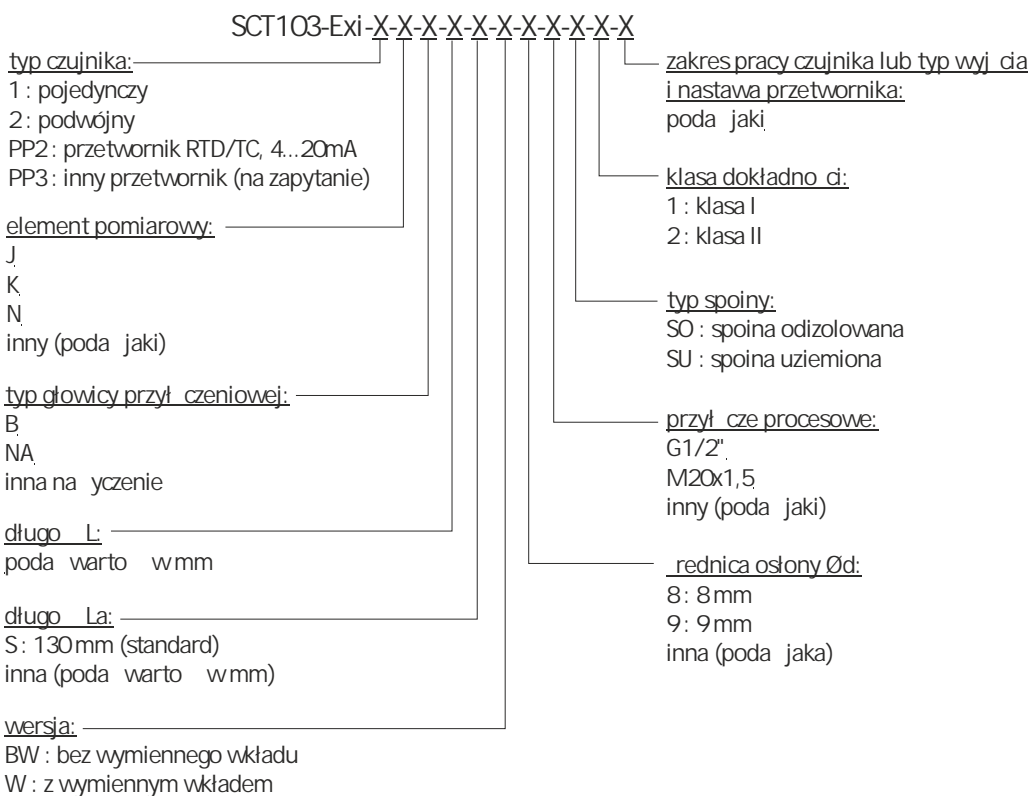 SCT103-Exi-X-X-X-X-X-X-X-X-X-X-X
typ czujnika:
1 : pojedynczy
2 : podwójny
PP2 : przetwornik RTD/TC, 4...20mA
PP3 : inny przetwornik (na zapytanie)
element pomiarowy:
J
K
N
inny (poda jaki)
typ głowicy przył czeniowej:
B
NA
inna na yczenie
długo L:
poda warto w mm
długo La:
S : 130 mm (standard)
inna (poda warto w mm)
wersja:
BW : bez wymiennego wkładu
W : z wymiennym wkładem
zakres pracy czujnika lub typ wyj cia
i nastawa przetwornika:
poda jaki
klasa dokładno ci:
1 : klasa I
2 : klasa II
typ spoiny:
SO : spoina odizolowana
SU : spoina uziemiona
przył cze procesowe:
G1/2"
M20x1,5
inny (poda jaki)
rednica osłony Ød:
8 : 8 mm
9 : 9 mm
inna (poda jaka)